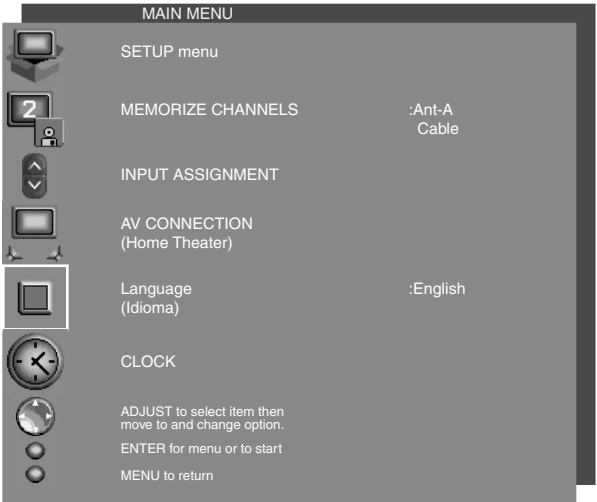 MAIN MENU
SETUP menu
2
MEMORIZE CHANNELS :Ant-A
Cable
INPUT ASSIGNMENT
AV CONNECTION
(Home Theater)
Language :English
(Idioma)
CLOCK
ADJUST to select item then
move to and change option.
ENTER for menu or to start
MENU to return